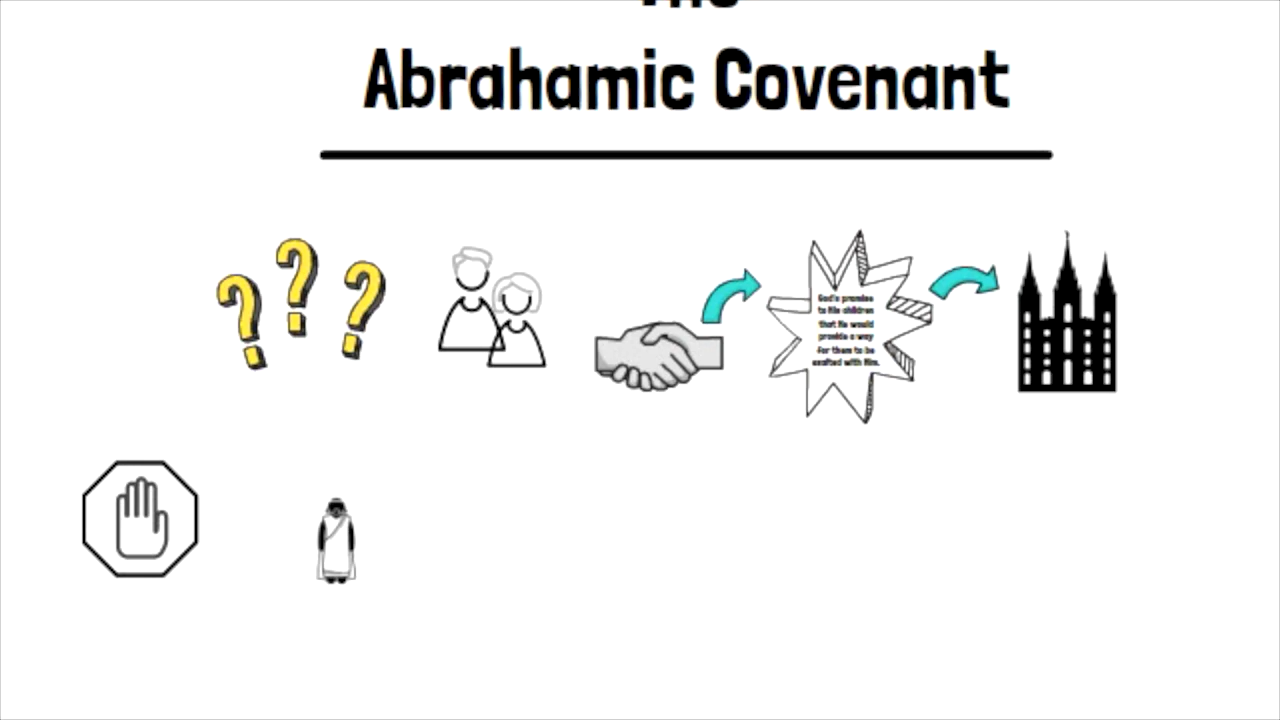 The
Abrahamic Covenant
God's promise
to His children
that He would
provide a way
for them to be
exalted with Him.